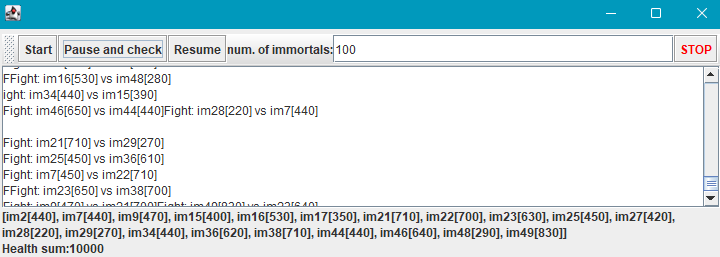 Start Pause and check Resume num. of immortals: 100 STOP
FFight: im16[530] vs im48[280]
ight: im34[440] vs im15[390]
Fight: im46[650] vs im44[440]Fight: im28[220] vs im7[440]
Fight: im21[710] vs im29[270]
Fight: im25[450] vs im36[610]
Fight: im7[450] vs im22[710]
FFight: im23[650] vs im38[700]
[im2[440], im7[440], im9[470], im15[400], im16[530], im17[350], im21[710], im22[700], im23[630], im25[450], im27[420],
im28[220], im29[270], im34[440], im36[620], im38[710], im44[440], im46[640], im48[290], im49[830]]
Health sum:10000